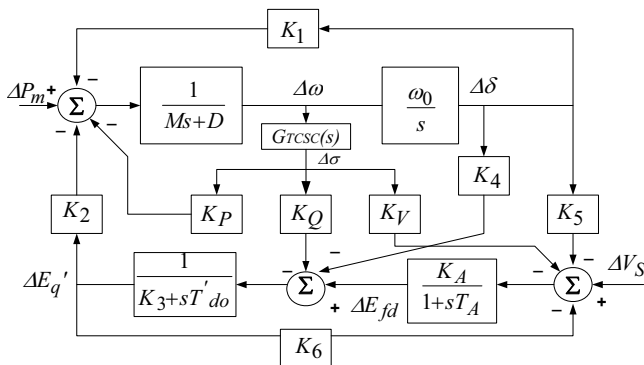 K1
ΔPm + − Σ − −
1 / Ms+D
Δω
ω0 / s
Δδ
GTCSC(s)
Δσ
K2
KP
KQ
KV
K4
K5
ΔEq'
1 / K3+sT'do
− − Σ +
ΔEfd
KA / 1+sTA
− − Σ − +
ΔVS
K6